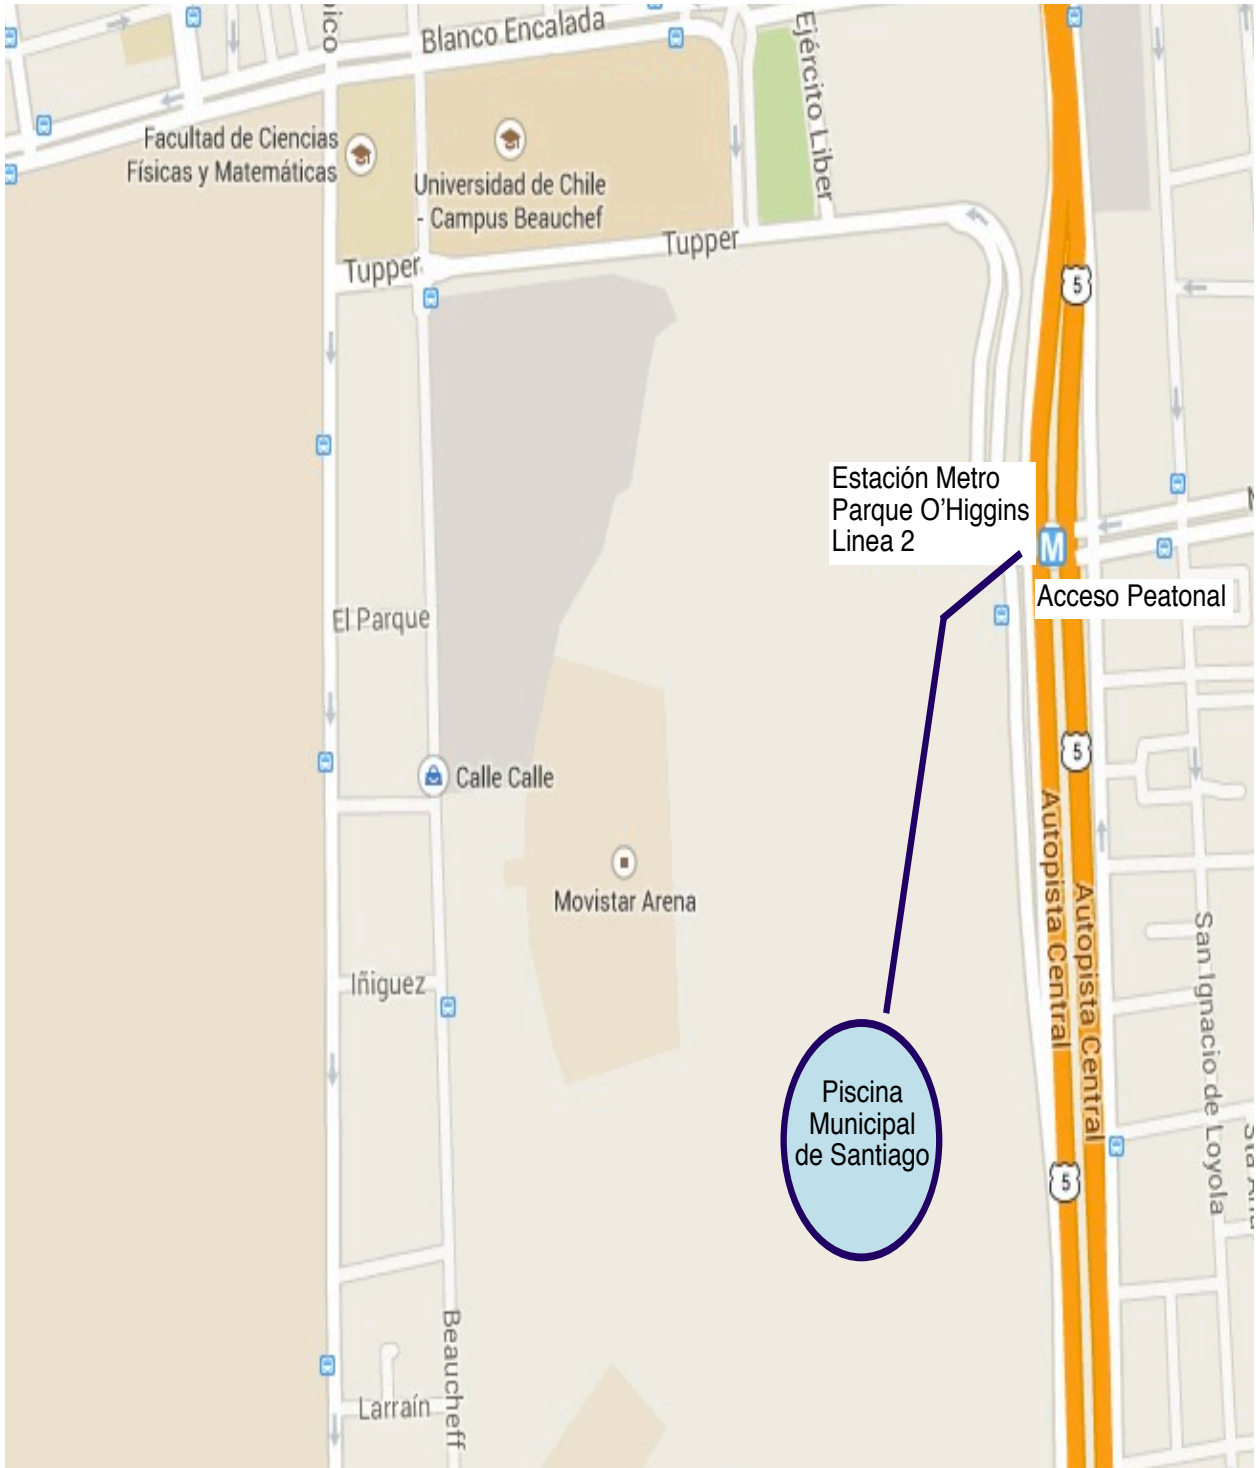 pico
Blanco Encalada
Ejército Liber
Facultad de Ciencias
Físicas y Matemáticas
Universidad de Chile
- Campus Beauchef
Tupper
Tupper
5
Estación Metro
Parque O'Higgins
Linea 2
M
Acceso Peatonal
El Parque
5
Calle Calle
Autopista Central
Movistar Arena
Autopista Central
San Ignacio de Loyola
Iñiguez
Piscina
Municipal
de Santiago
5
Beaucheff
Larraín